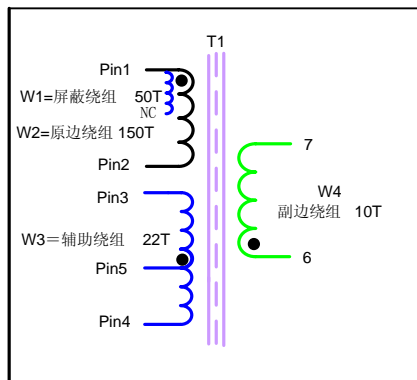 T1
Pin1
W1=屏蔽绕组 50T
NC
W2=原边绕组 150T
Pin2
7
Pin3
W4
副边绕组 10T
W3＝辅助绕组 22T
6
Pin5
Pin4